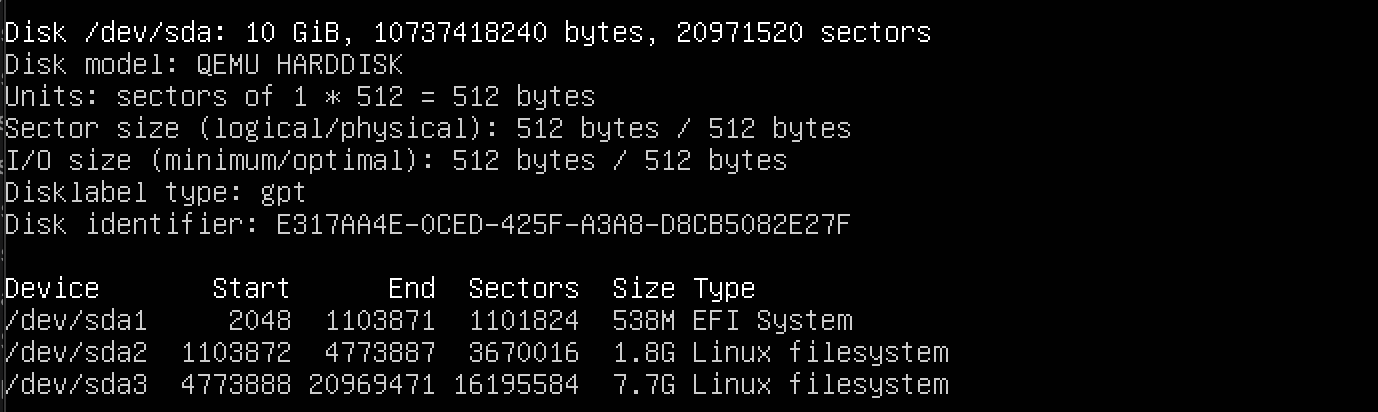 Disk /dev/sda: 10 GiB, 10737418240 bytes, 20971520 sectors
Disk model: QEMU HARDDISK
Units: sectors of 1 * 512 = 512 bytes
Sector size (logical/physical): 512 bytes / 512 bytes
I/O size (minimum/optimal): 512 bytes / 512 bytes
Disklabel type: gpt
Disk identifier: E317AA4E-0CED-425F-A3A8-D8CB5082E27F

Device       Start      End  Sectors  Size Type
/dev/sda1     2048  1103871  1101824  538M EFI System
/dev/sda2  1103872  4773887  3670016  1.8G Linux filesystem
/dev/sda3  4773888 20969471 16195584  7.7G Linux filesystem